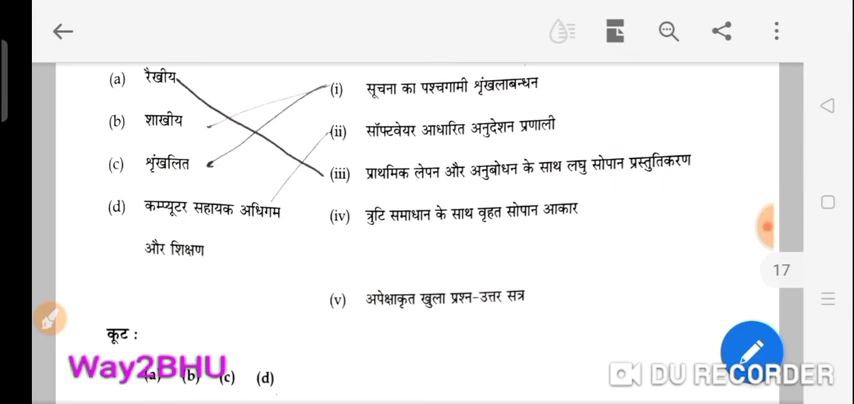 (a) रैखीय
(i) सूचना का पश्चगामी शृंखलाबन्धन
(b) शाखीय
(ii) सॉफ्टवेयर आधारित अनुदेशन प्रणाली
(c) शृंखलित
(iii) प्राथमिक लेपन और अनुबोधन के साथ लघु सोपान प्रस्तुतिकरण
(d) कम्प्यूटर सहायक अधिगम
और शिक्षण
(iv) त्रुटि समाधान के साथ वृहत सोपान आकार
17
(v) अपेक्षाकृत खुला प्रश्न-उत्तर सत्र
कूट :
Way2BHU
(a) (b) (c) (d)
DU RECORDER